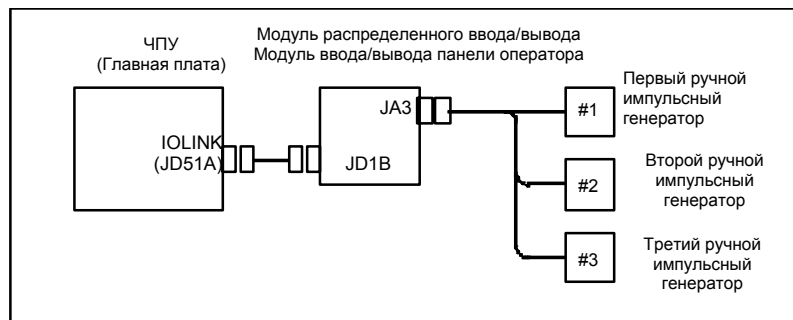 ЧПУ
(Главная плата)
Модуль распределенного ввода/вывода
Модуль ввода/вывода панели оператора
IOLINK
(JD51A)
JD1B
JA3
#1
Первый ручной
импульсный
генератор
#2
Второй ручной
импульсный
генератор
#3
Третий ручной
импульсный
генератор